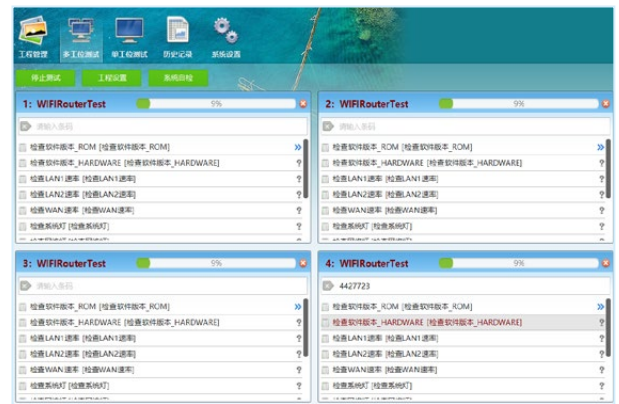 工程管理 多工位测试 单工位测试 历史记录 系统设置
停止测试 工程设置 系统自检
1: WIFIRouterTest 9%
请输入条码
检查软件版本_ROM [检查软件版本_ROM]
检查软件版本_HARDWARE [检查软件版本_HARDWARE] ?
检查LAN1速率 [检查LAN1速率] ?
检查LAN2速率 [检查LAN2速率] ?
检查WAN速率 [检查WAN速率] ?
检查系统灯 [检查系统灯] ?
2: WIFIRouterTest 9%
请输入条码
检查软件版本_ROM [检查软件版本_ROM]
检查软件版本_HARDWARE [检查软件版本_HARDWARE] ?
检查LAN1速率 [检查LAN1速率] ?
检查LAN2速率 [检查LAN2速率] ?
检查WAN速率 [检查WAN速率] ?
检查系统灯 [检查系统灯] ?
3: WIFIRouterTest 9%
请输入条码
检查软件版本_ROM [检查软件版本_ROM]
检查软件版本_HARDWARE [检查软件版本_HARDWARE] ?
检查LAN1速率 [检查LAN1速率] ?
检查LAN2速率 [检查LAN2速率] ?
检查WAN速率 [检查WAN速率] ?
检查系统灯 [检查系统灯] ?
4: WIFIRouterTest 9%
4427723
检查软件版本_ROM [检查软件版本_ROM]
检查软件版本_HARDWARE [检查软件版本_HARDWARE] ?
检查LAN1速率 [检查LAN1速率] ?
检查LAN2速率 [检查LAN2速率] ?
检查WAN速率 [检查WAN速率] ?
检查系统灯 [检查系统灯] ?